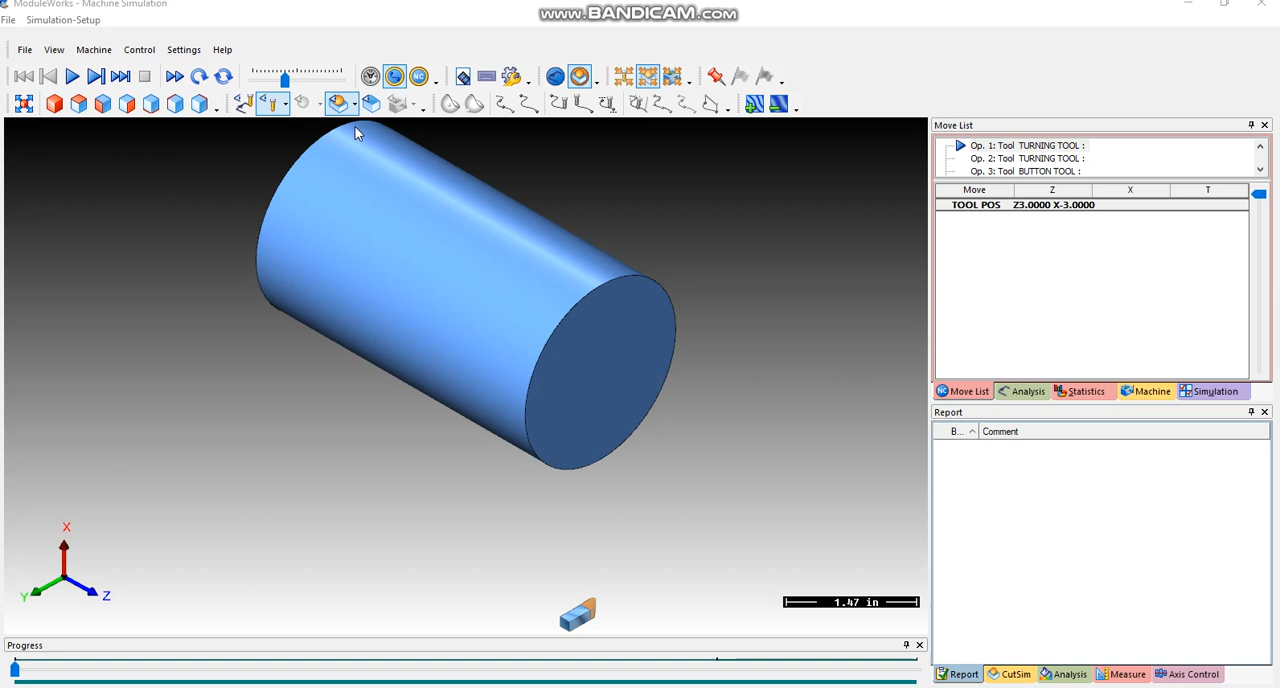 ModuleWorks - Machine Simulation
www.BANDICAM.com
File Simulation-Setup
File View Machine Control Settings Help
NC
Move List
Op. 1: Tool TURNING TOOL :
Op. 2: Tool TURNING TOOL :
Op. 3: Tool BUTTON TOOL :
Move Z X T
TOOL POS Z3.0000 X-3.0000
NC Move List Analysis Statistics Machine Simulation
Report
B... Comment
X
Y
Z
1.47 in
Progress
Report CutSim Analysis Measure Axis Control